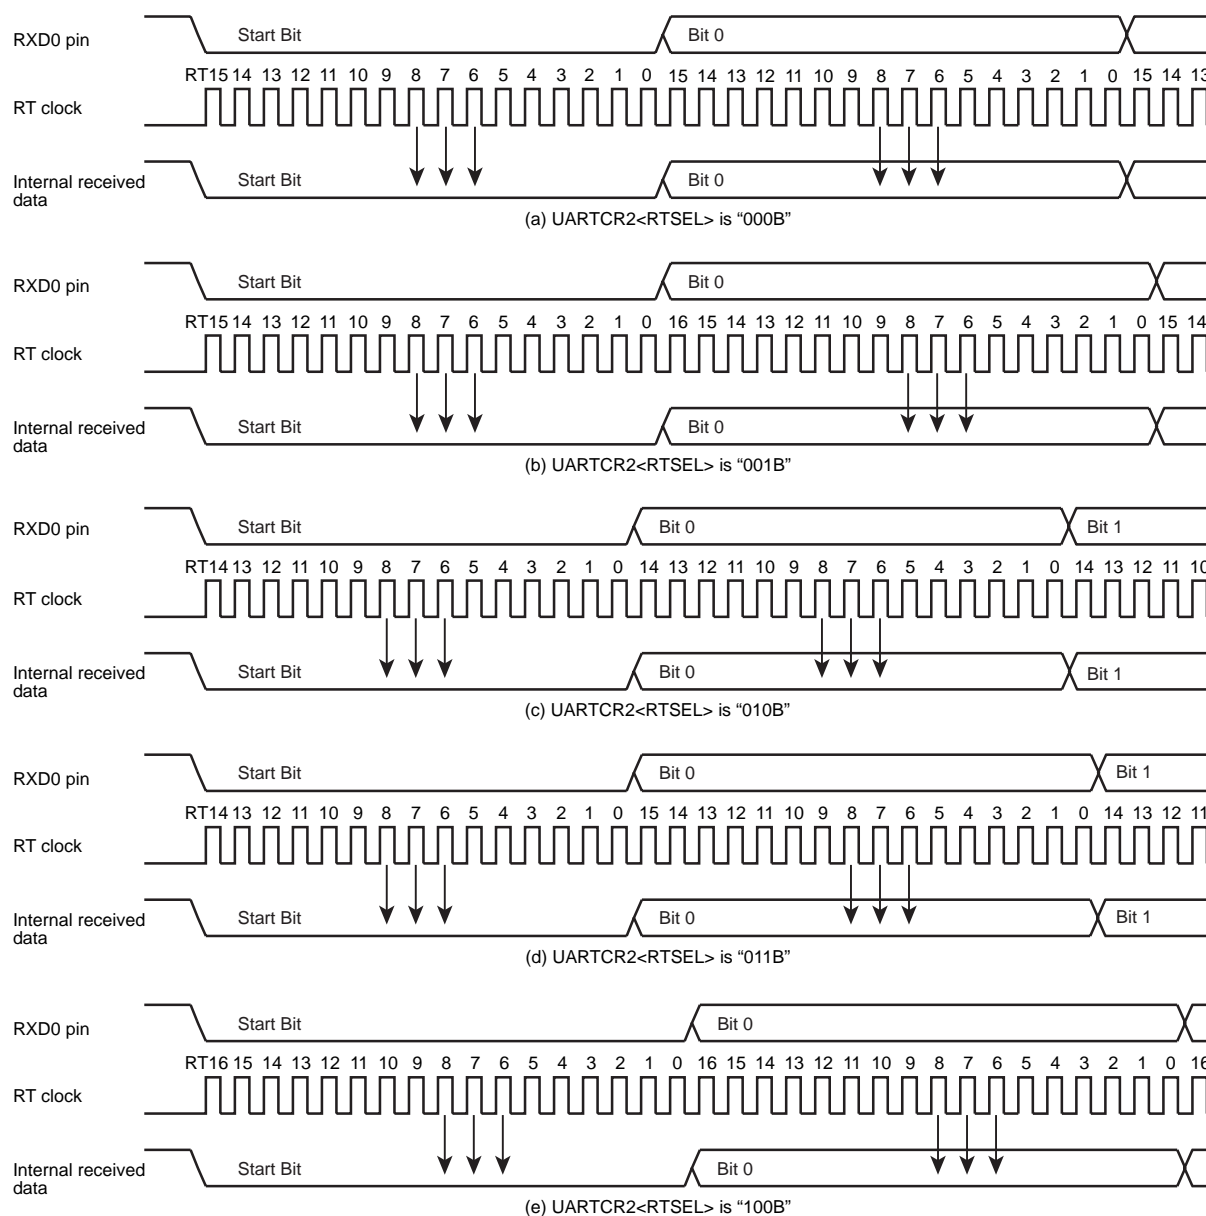 RXD0 pin Start Bit Bit 0
RT15 14 13 12 11 10 9 8 7 6 5 4 3 2 1 0 15 14 13 12 11 10 9 8 7 6 5 4 3 2 1 0 15 14 13
RT clock
Internal received data Start Bit Bit 0
(a) UARTCR2<RTSEL> is “000B”
RXD0 pin Start Bit Bit 0
RT15 14 13 12 11 10 9 8 7 6 5 4 3 2 1 0 16 15 14 13 12 11 10 9 8 7 6 5 4 3 2 1 0 15 14
RT clock
Internal received data Start Bit Bit 0
(b) UARTCR2<RTSEL> is “001B”
RXD0 pin Start Bit Bit 0 Bit 1
RT14 13 12 11 10 9 8 7 6 5 4 3 2 1 0 14 13 12 11 10 9 8 7 6 5 4 3 2 1 0 14 13 12 11 10
RT clock
Internal received data Start Bit Bit 0 Bit 1
(c) UARTCR2<RTSEL> is “010B”
RXD0 pin Start Bit Bit 0 Bit 1
RT14 13 12 11 10 9 8 7 6 5 4 3 2 1 0 15 14 13 12 11 10 9 8 7 6 5 4 3 2 1 0 14 13 12 11
RT clock
Internal received data Start Bit Bit 0 Bit 1
(d) UARTCR2<RTSEL> is “011B”
RXD0 pin Start Bit Bit 0
RT16 15 14 13 12 11 10 9 8 7 6 5 4 3 2 1 0 16 15 14 13 12 11 10 9 8 7 6 5 4 3 2 1 0 16
RT clock
Internal received data Start Bit Bit 0
(e) UARTCR2<RTSEL> is “100B”